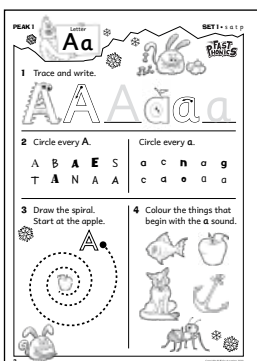 PEAK 1
Letter
Aa
SET 1 • s a t p
FAST
PHONICS
1 Trace and write.
A A A a a a
2 Circle every A.
A B A E S
T A N A A
Circle every a.
a c n a g
c a e a a
3 Draw the spiral.
Start at the apple.
A
4 Colour the things that
begin with the a sound.